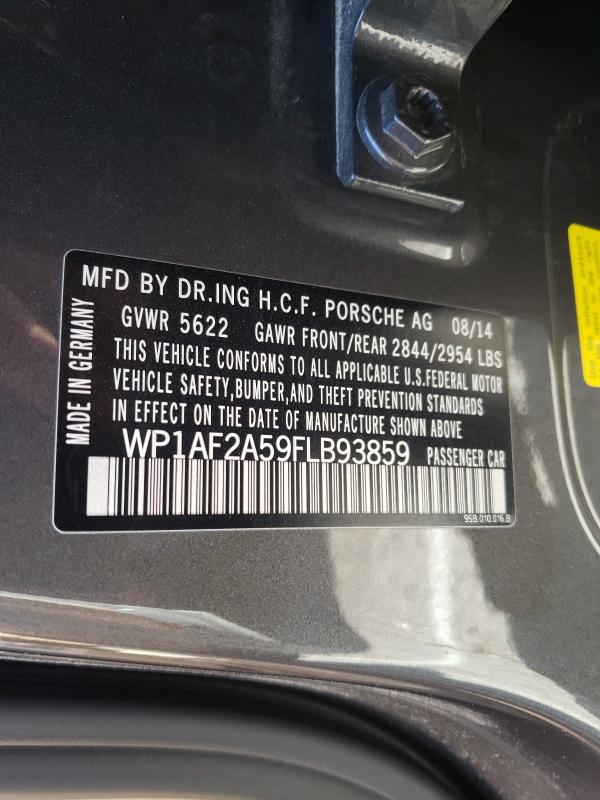 MFD BY DR.ING H.C.F. PORSCHE AG 08/14
GVWR 5622 GAWR FRONT/REAR 2844/2954 LBS
THIS VEHICLE CONFORMS TO ALL APPLICABLE U.S.FEDERAL MOTOR
VEHICLE SAFETY,BUMPER,AND THEFT PREVENTION STANDARDS
IN EFFECT ON THE DATE OF MANUFACTURE SHOWN ABOVE
WP1AF2A59FLB93859 PASSENGER CAR
95B.010.016.B
MADE IN GERMANY